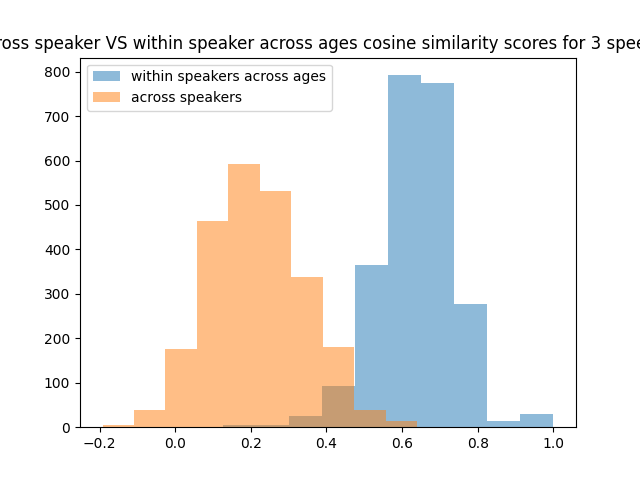 ross speaker VS within speaker across ages cosine similarity scores for 3 spee
within speakers across ages
across speakers
800
700
600
500
400
300
200
100
0
−0.2 0.0 0.2 0.4 0.6 0.8 1.0